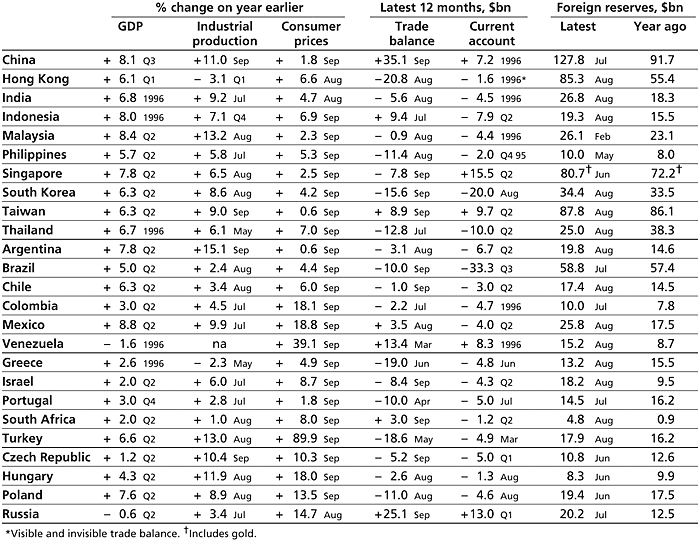 % change on year earlier Latest 12 months, $bn Foreign reserves, $bn
GDP Industrial Consumer Trade Current Latest Year ago
production prices balance account
China + 8.1 Q3 +11.0 Sep + 1.8 Sep +35.1 Sep + 7.2 1996 127.8 Jul 91.7
Hong Kong + 6.1 Q1 − 3.1 Q1 + 6.6 Aug −20.8 Aug − 1.6 1996* 85.3 Aug 55.4
India + 6.8 1996 + 9.2 Jul + 4.7 Aug − 5.6 Aug − 4.5 1996 26.8 Aug 18.3
Indonesia + 8.0 1996 + 7.1 Q4 + 6.9 Sep + 9.4 Jul − 7.9 Q2 19.3 Aug 15.5
Malaysia + 8.4 Q2 +13.2 Aug + 2.3 Sep − 0.9 Aug − 4.4 1996 26.1 Feb 23.1
Philippines + 5.7 Q2 + 5.8 Jul + 5.3 Sep −11.4 Aug − 2.0 Q4 95 10.0 May 8.0
Singapore + 7.8 Q2 + 6.5 Aug + 2.5 Sep − 7.8 Sep +15.5 Q2 80.7† Jun 72.2†
South Korea + 6.3 Q2 + 8.6 Aug + 4.2 Sep −15.6 Sep −20.0 Aug 34.4 Aug 33.5
Taiwan + 6.3 Q2 + 9.0 Sep + 0.6 Sep + 8.9 Sep + 9.7 Q2 87.8 Aug 86.1
Thailand + 6.7 1996 + 6.1 May + 7.0 Sep −12.8 Jul −10.0 Q2 25.0 Aug 38.3
Argentina + 7.8 Q2 +15.1 Sep + 0.6 Sep − 3.1 Aug − 6.7 Q2 19.8 Aug 14.6
Brazil + 5.0 Q2 + 2.4 Aug + 4.4 Sep −10.0 Sep −33.3 Q3 58.8 Jul 57.4
Chile + 6.3 Q2 + 3.4 Aug + 6.0 Sep − 1.0 Sep − 3.0 Q2 17.4 Aug 14.5
Colombia + 3.0 Q2 + 4.5 Jul + 18.1 Sep − 2.2 Jul − 4.7 1996 10.0 Jul 7.8
Mexico + 8.8 Q2 + 9.9 Jul + 18.8 Sep + 3.5 Aug − 4.0 Q2 25.8 Aug 17.5
Venezuela − 1.6 1996 na + 39.1 Sep +13.4 Mar + 8.3 1996 15.2 Aug 8.7
Greece + 2.6 1996 − 2.3 May + 4.9 Sep −19.0 Jun − 4.8 Jun 13.2 Aug 15.5
Israel + 2.0 Q2 + 6.0 Jul + 8.7 Sep − 8.4 Sep − 4.3 Q2 18.2 Aug 9.5
Portugal + 3.0 Q4 + 2.8 Jul + 1.8 Sep −10.0 Apr − 5.0 Jul 14.5 Jul 16.2
South Africa + 2.0 Q2 + 1.0 Aug + 8.0 Sep + 3.0 Sep − 1.2 Q2 4.8 Aug 0.9
Turkey + 6.6 Q2 +13.0 Aug + 89.9 Sep −18.6 May − 4.9 Mar 17.9 Aug 16.2
Czech Republic + 1.2 Q2 +10.4 Sep + 10.3 Sep − 5.2 Sep − 5.0 Q1 10.8 Jun 12.6
Hungary + 4.3 Q2 +11.9 Aug + 18.0 Sep − 2.6 Aug − 1.3 Aug 8.3 Jun 9.9
Poland + 7.6 Q2 + 8.9 Aug + 13.5 Sep −11.0 Aug − 4.6 Aug 19.4 Jun 17.5
Russia − 0.6 Q2 + 3.4 Jul + 14.7 Aug +25.1 Sep +13.0 Q1 20.2 Jul 12.5
*Visible and invisible trade balance. †Includes gold.